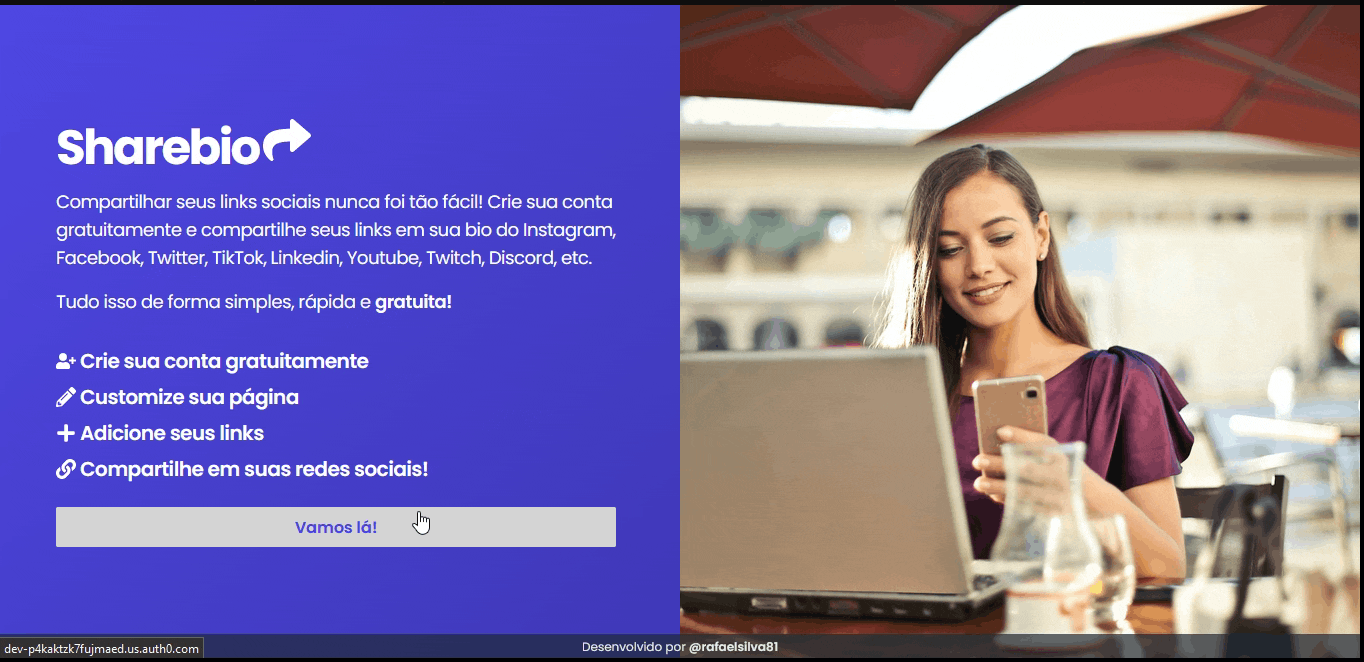 Sharebio
Compartilhar seus links sociais nunca foi tão fácil! Crie sua conta
gratuitamente e compartilhe seus links em sua bio do Instagram,
Facebook, Twitter, TikTok, Linkedin, Youtube, Twitch, Discord, etc.
Tudo isso de forma simples, rápida e gratuita!
Crie sua conta gratuitamente
Customize sua página
Adicione seus links
Compartilhe em suas redes sociais!
Vamos lá!
Desenvolvido por @rafaelsilva81
dev-p4kaktzk7fujmaed.us.auth0.com